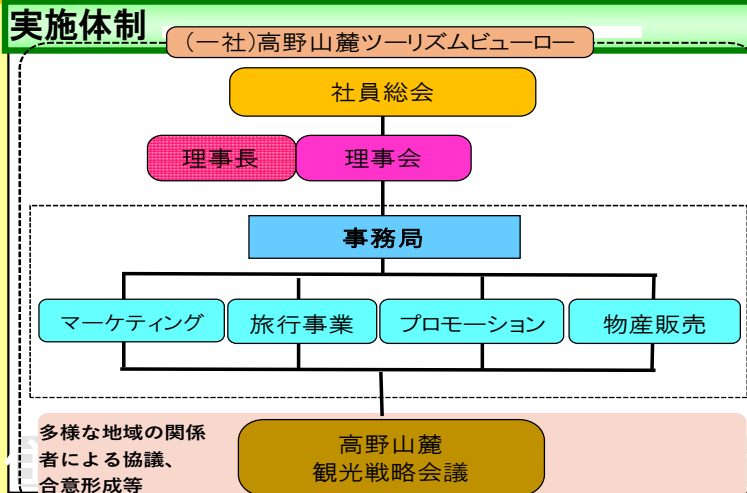 実施体制
(一社)高野山麓ツーリズムビューロー
社員総会
理事長
理事会
事務局
マーケティング
旅行事業
プロモーション
物産販売
多様な地域の関係
者による協議、
合意形成等
高野山麓
観光戦略会議